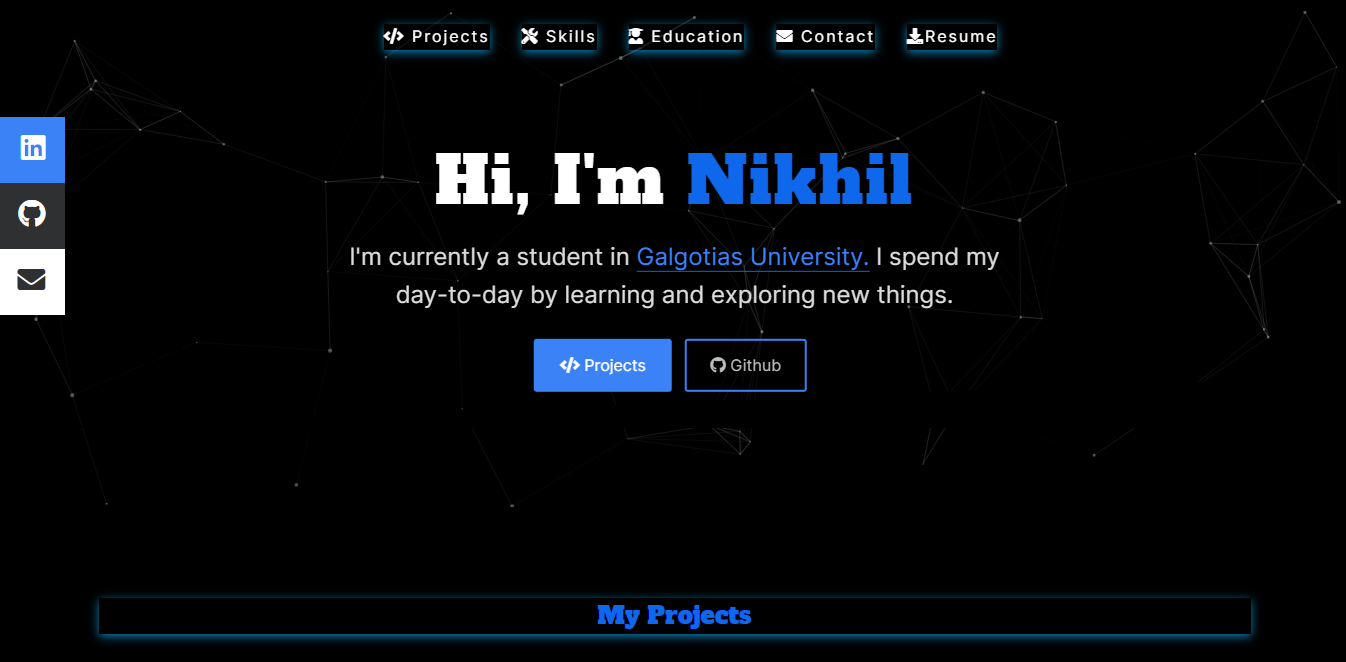 Projects Skills Education Contact Resume
in
Hi, I'm Nikhil
I'm currently a student in Galgotias University. I spend my
day-to-day by learning and exploring new things.
Projects Github
My Projects